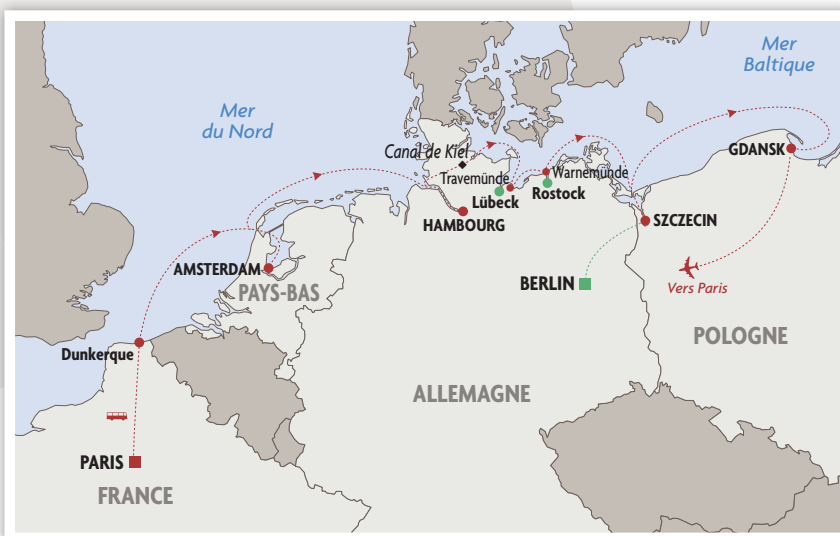 Mer
Baltique
Mer
du Nord
Canal de Kiel
GDANSK
Travemünde
Warnemünde
Lübeck
Rostock
HAMBOURG
SZCZECIN
AMSTERDAM
BERLIN
Vers Paris
PAYS-BAS
POLOGNE
Dunkerque
ALLEMAGNE
PARIS
FRANCE